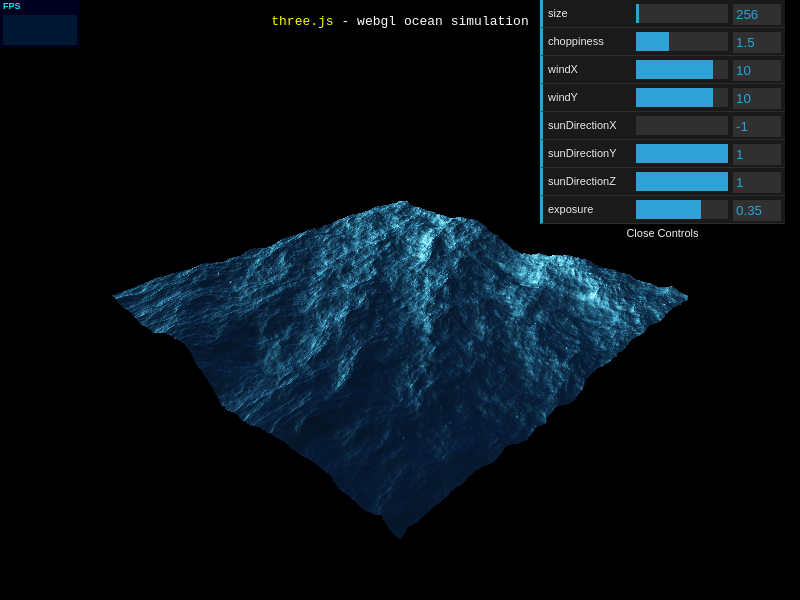 FPS
three.js - webgl ocean simulation
size 256
choppiness 1.5
windX 10
windY 10
sunDirectionX -1
sunDirectionY 1
sunDirectionZ 1
exposure 0.35
Close Controls